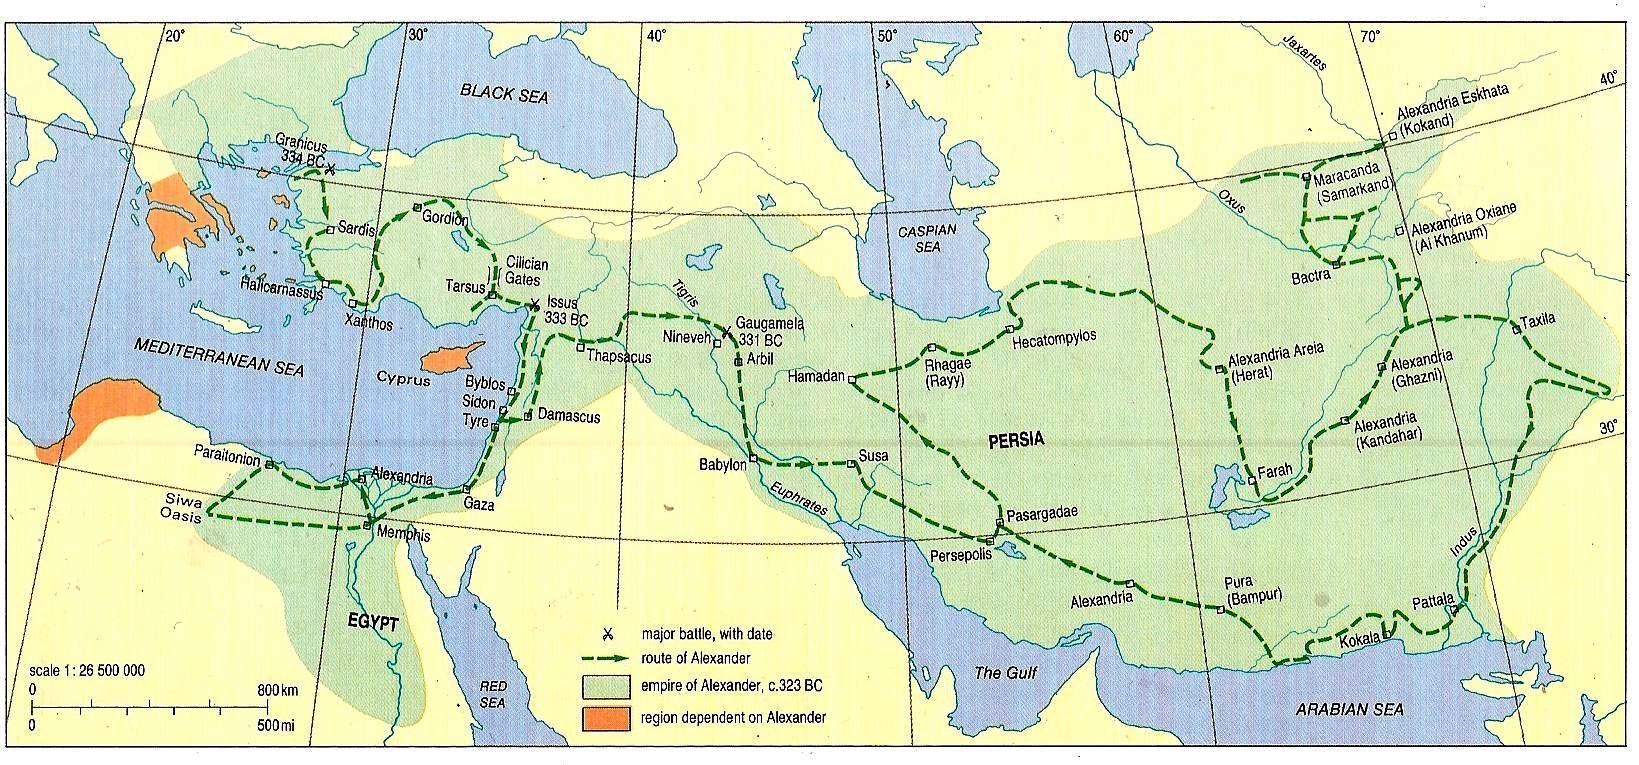 20°
30°
40°
50°
60°
70°
40°
30°
BLACK SEA
Jaxartes
Alexandria Eskhata
(Kokand)
Granicus
334 BC
Maracanda
(Samarkand)
Oxus
Alexandria Oxiane
(Ai Khanum)
Gordion
Sardis
CASPIAN
SEA
Cilician
Gates
Bactra
Tarsus
Halicarnassus
Tigris
Issus
333 BC
Xanthos
Gaugamela
331 BC
Nineveh
Taxila
Hecatompylos
MEDITERRANEAN SEA
Thapsacus
Arbil
Rhagae
(Rayy)
Alexandria Areia
(Herat)
Alexandria
(Ghazni)
Cyprus
Byblos
Hamadan
Sidon
Tyre
Damascus
Alexandria
(Kandahar)
PERSIA
Paraitonion
Babylon
Susa
Farah
Alexandria
Siwa
Oasis
Gaza
Euphrates
Pasargadae
Memphis
Persepolis
Indus
Pura
(Bampur)
Alexandria
Pattala
EGYPT
Kokala
major battle, with date
route of Alexander
empire of Alexander, c.323 BC
region dependent on Alexander
scale 1: 26 500 000
0 800 km
0 500 mi
RED
SEA
The Gulf
ARABIAN SEA